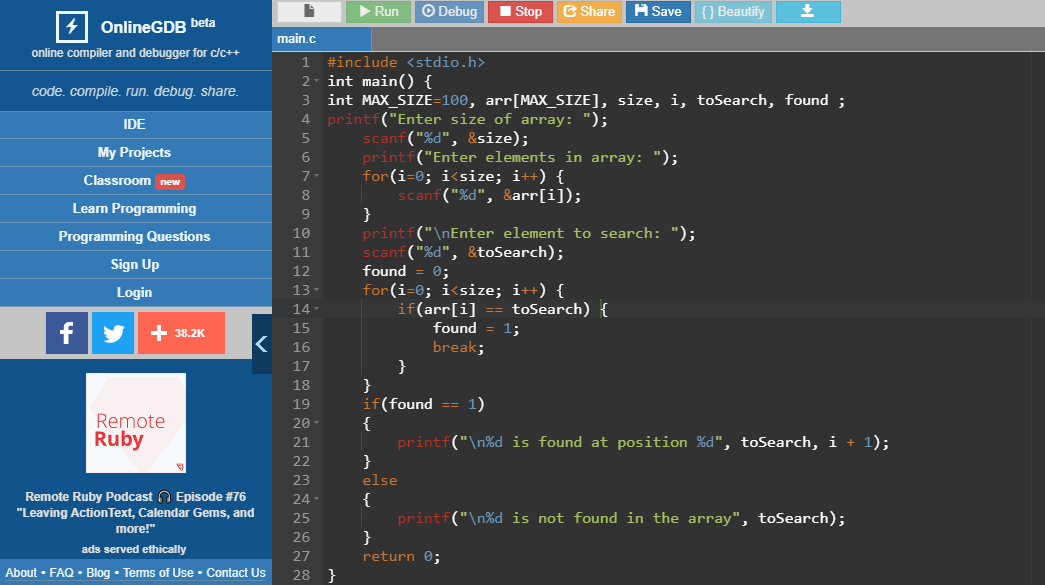 OnlineGDB beta
online compiler and debugger for c/c++
code. compile. run. debug. share.
IDE
My Projects
Classroom new
Learn Programming
Programming Questions
Sign Up
Login
38.2K
Remote
Ruby
Remote Ruby Podcast 🎧 Episode #76
"Leaving ActionText, Calendar Gems, and
more!"
ads served ethically
About • FAQ • Blog • Terms of Use • Contact Us
Run Debug Stop Share Save { } Beautify
main.c
1 #include <stdio.h>
2 int main() {
3 int MAX_SIZE=100, arr[MAX_SIZE], size, i, toSearch, found ;
4 printf("Enter size of array: ");
5     scanf("%d", &size);
6     printf("Enter elements in array: ");
7     for(i=0; i<size; i++) {
8         scanf("%d", &arr[i]);
9     }
10     printf("\nEnter element to search: ");
11     scanf("%d", &toSearch);
12     found = 0;
13     for(i=0; i<size; i++) {
14         if(arr[i] == toSearch) {
15             found = 1;
16             break;
17         }
18     }
19     if(found == 1)
20     {
21         printf("\n%d is found at position %d", toSearch, i + 1);
22     }
23     else
24     {
25         printf("\n%d is not found in the array", toSearch);
26     }
27     return 0;
28 }